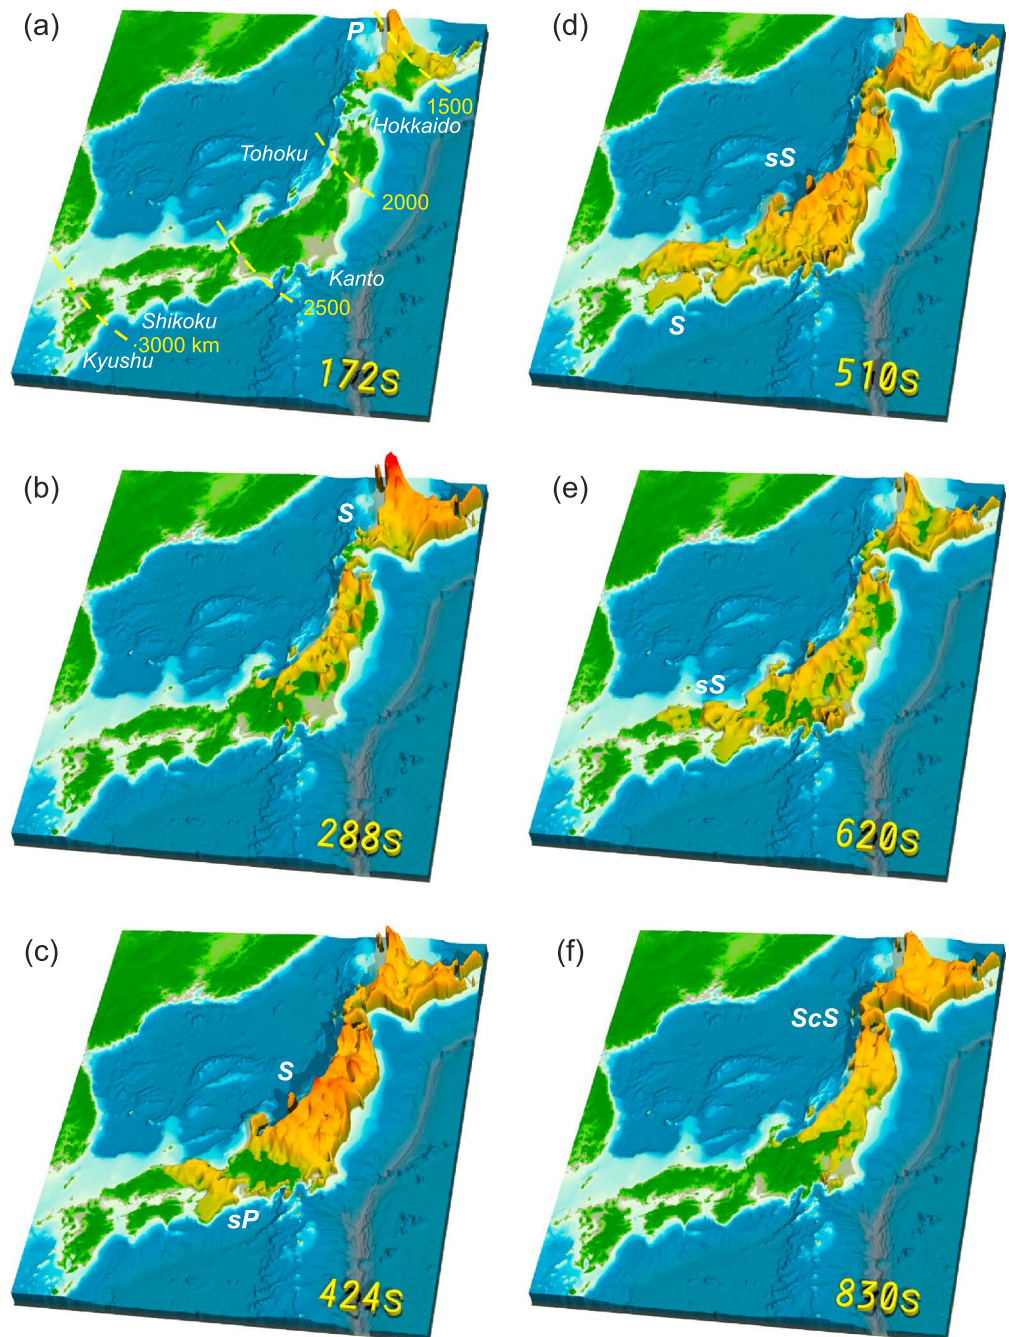 (a)
P
1500
Hokkaido
Tohoku
2000
Kanto
2500
Shikoku
3000 km
Kyushu
172s
(b)
S
288s
(c)
S
sP
424s
(d)
sS
S
510s
(e)
sS
620s
(f)
ScS
830s